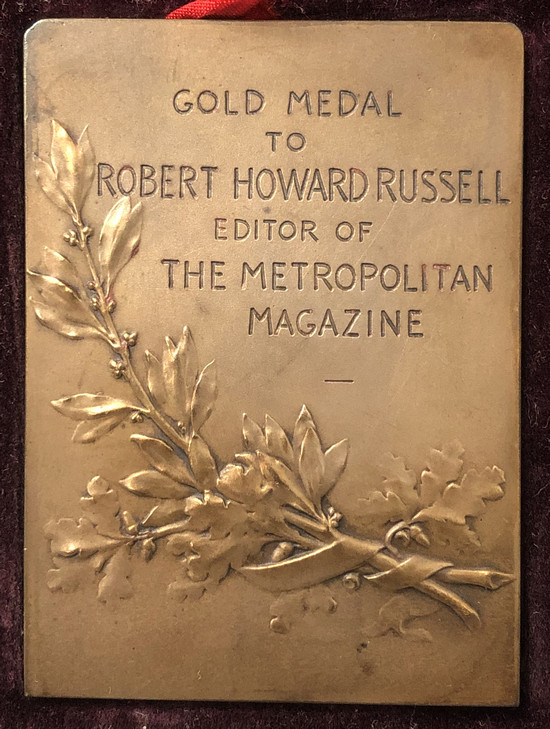 GOLD MEDAL
TO
ROBERT HOWARD RUSSELL
EDITOR OF
THE METROPOLITAN
MAGAZINE
—